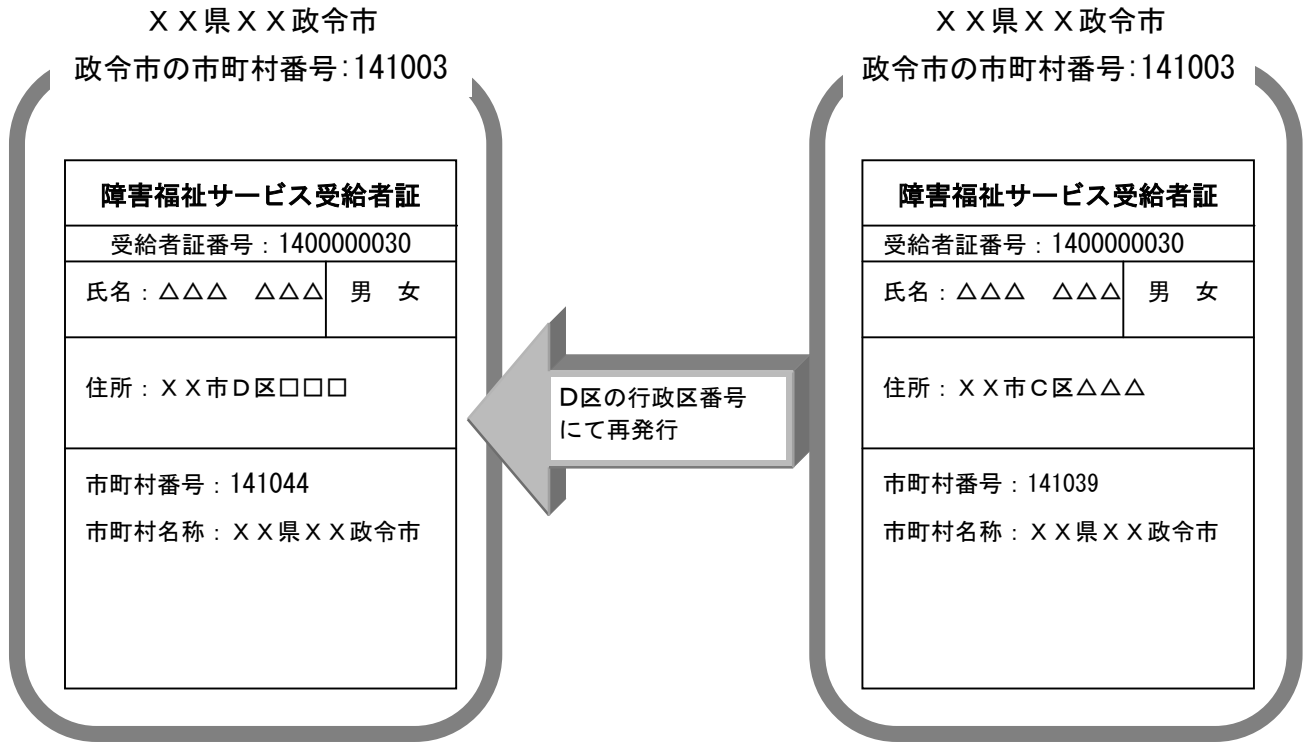 ＸＸ県ＸＸ政令市
政令市の市町村番号:141003
障害福祉サービス受給者証
受給者証番号：1400000030
氏名：△△△　△△△
男　女
住所：ＸＸ市Ｄ区□□□
市町村番号：141044
市町村名称：ＸＸ県ＸＸ政令市
Ｄ区の行政区番号
にて再発行
ＸＸ県ＸＸ政令市
政令市の市町村番号:141003
障害福祉サービス受給者証
受給者証番号：1400000030
氏名：△△△　△△△
男　女
住所：ＸＸ市Ｃ区△△△
市町村番号：141039
市町村名称：ＸＸ県ＸＸ政令市